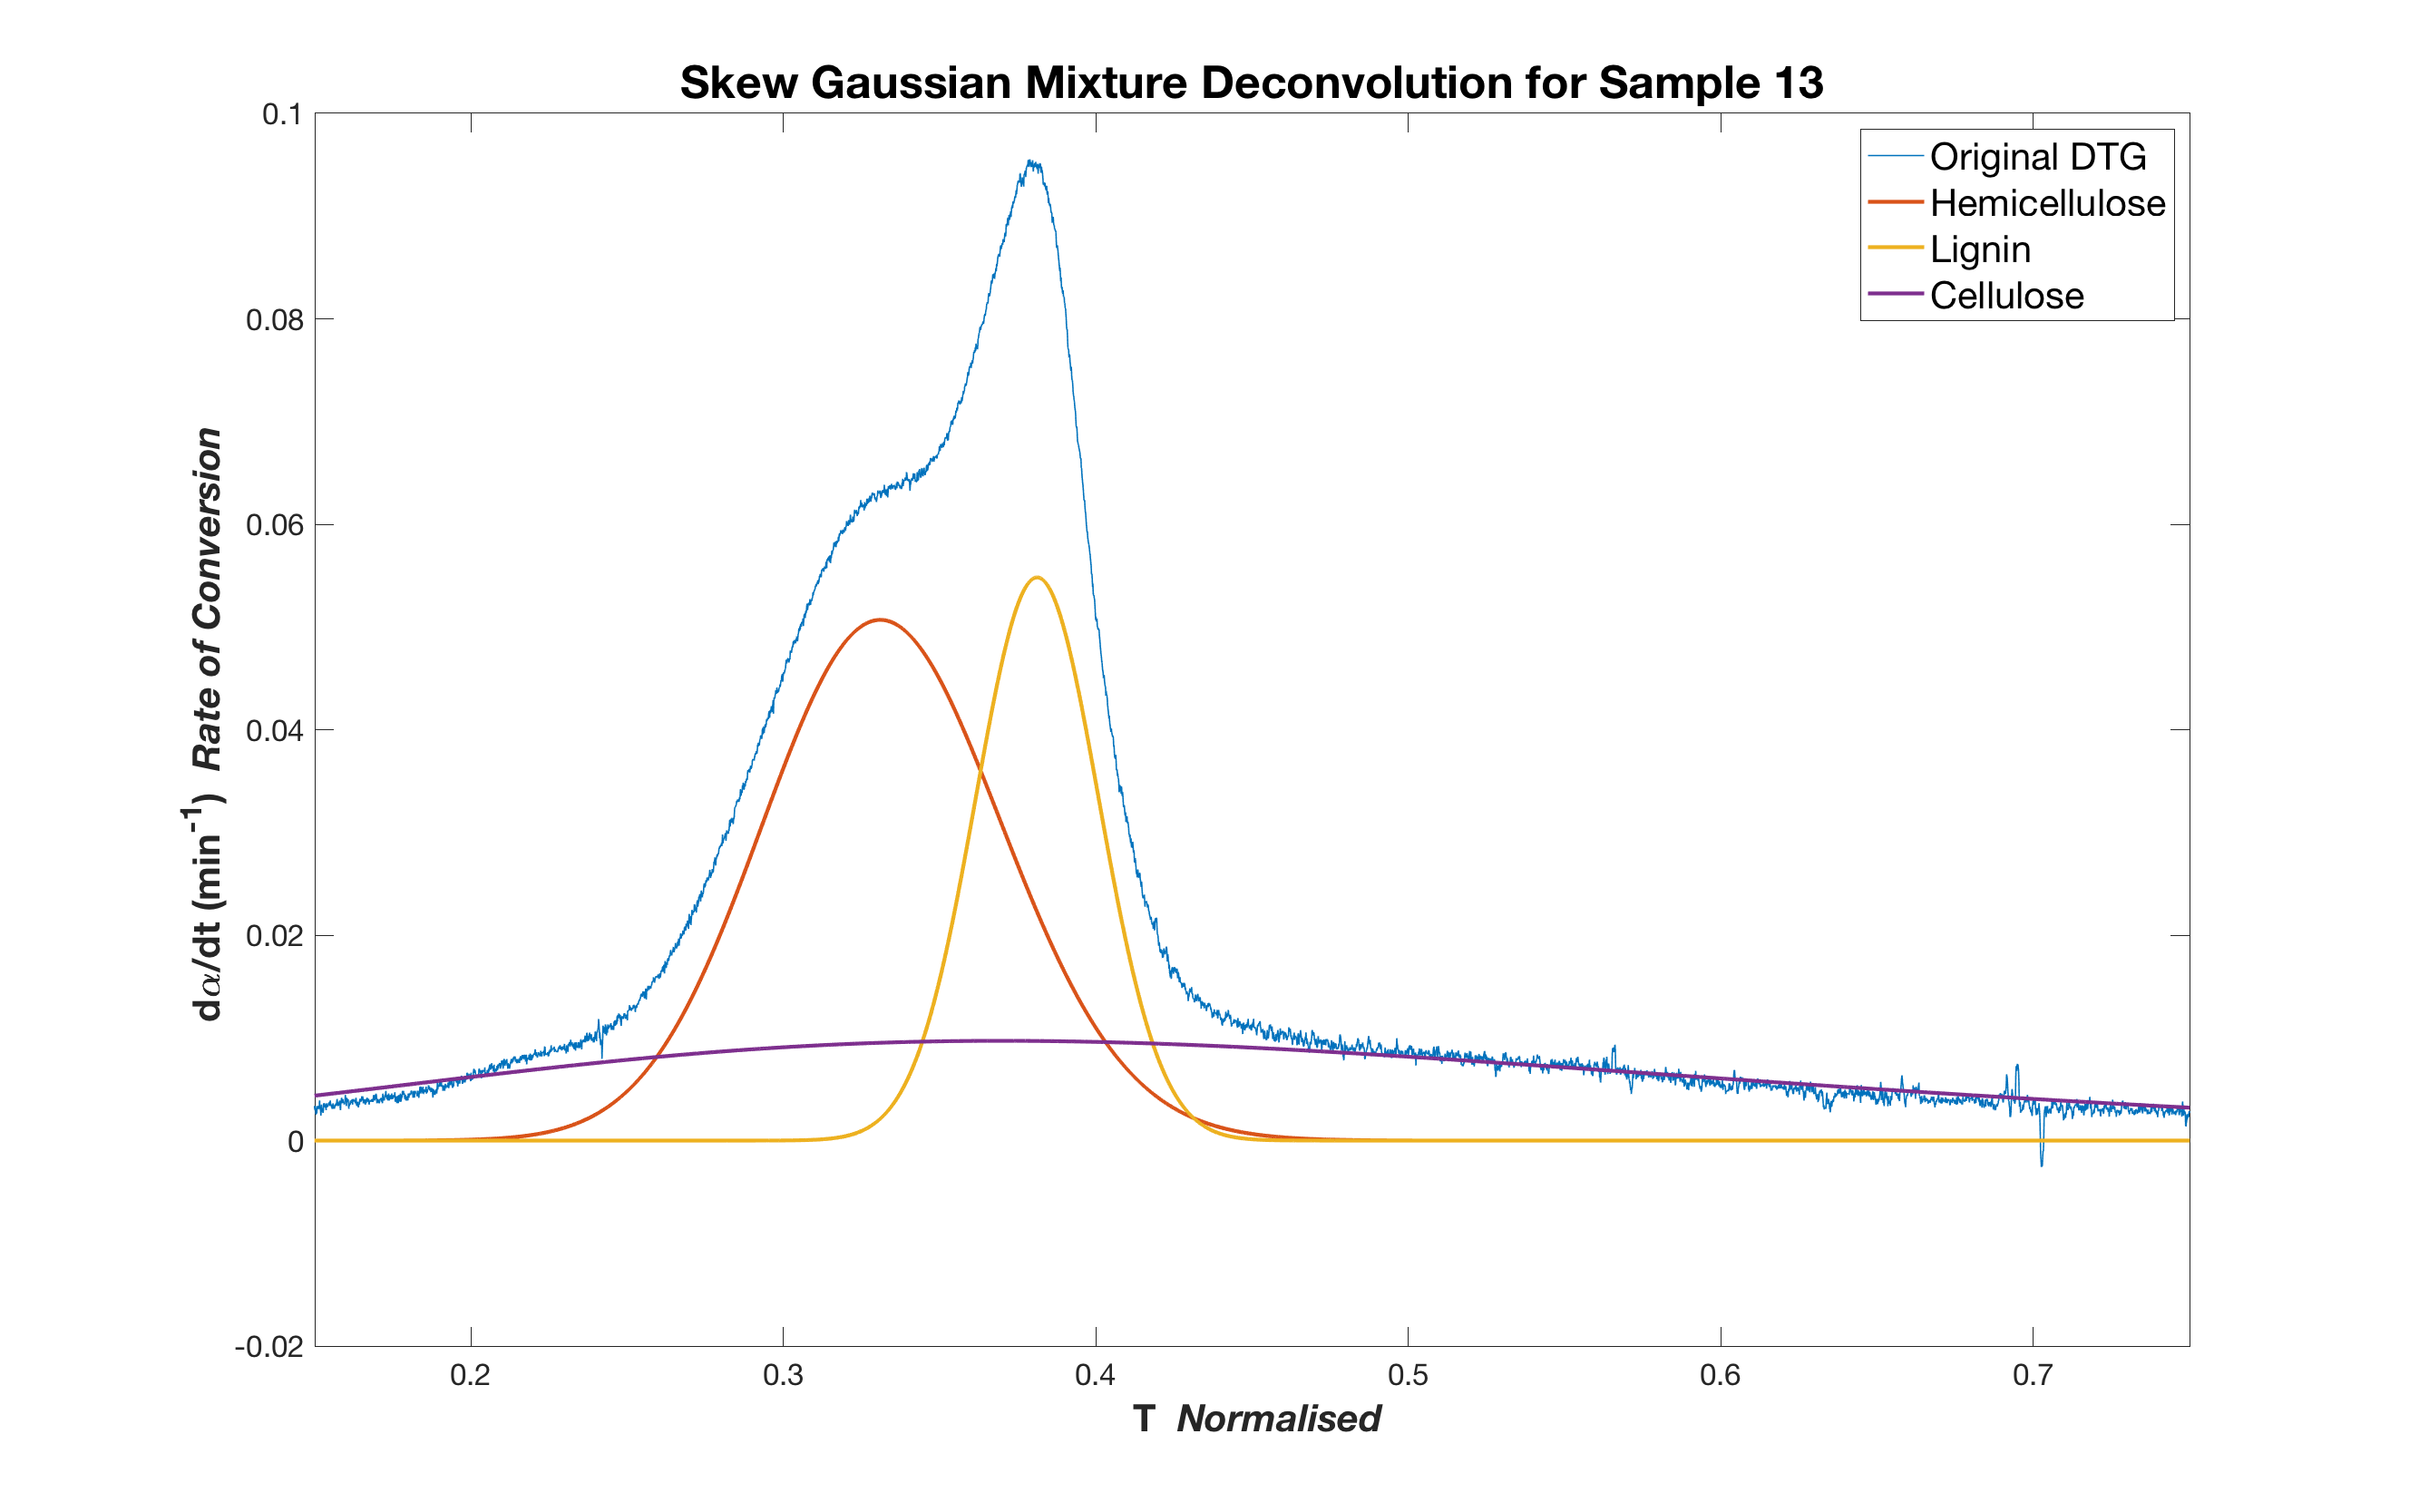 Skew Gaussian Mixture Deconvolution for Sample 13
0.1
0.08
0.06
0.04
0.02
0
-0.02
dα/dt (min⁻¹) Rate of Conversion
Original DTG
Hemicellulose
Lignin
Cellulose
0.2 0.3 0.4 0.5 0.6 0.7
T Normalised